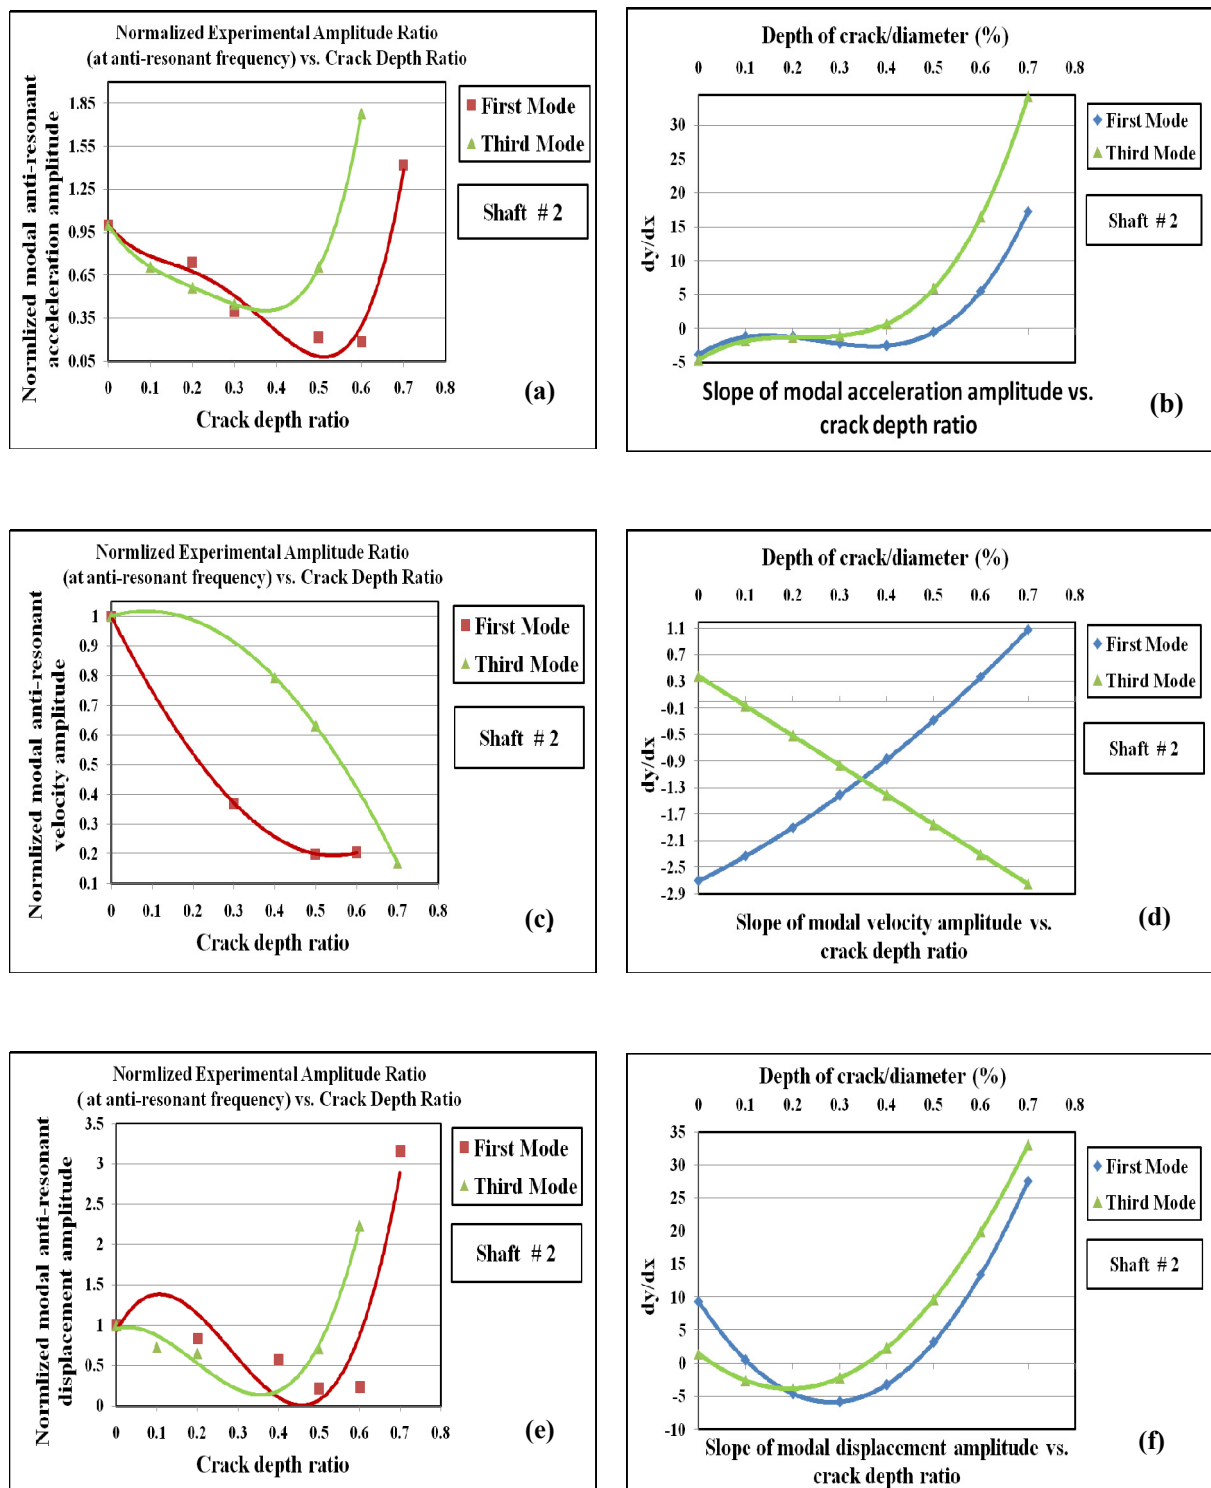 Normalized Experimental Amplitude Ratio
(at anti-resonant frequency) vs. Crack Depth Ratio
Normlized modal anti-resonant
acceleration amplitude
1.85
1.55
1.25
0.95
0.65
0.35
0.05
0 0.1 0.2 0.3 0.4 0.5 0.6 0.7 0.8
Crack depth ratio
First Mode
Third Mode
Shaft # 2
(a)
Depth of crack/diameter (%)
0 0.1 0.2 0.3 0.4 0.5 0.6 0.7 0.8
dy/dx
30
25
20
15
10
5
0
-5
First Mode
Third Mode
Shaft # 2
Slope of modal acceleration amplitude vs.
crack depth ratio
(b)
Normlized Experimental Amplitude Ratio
(at anti-resonant frequency) vs. Crack Depth Ratio
Normlized modal anti-resonant
velocity amplitude
1
0.9
0.8
0.7
0.6
0.5
0.4
0.3
0.2
0.1
0 0.1 0.2 0.3 0.4 0.5 0.6 0.7 0.8
Crack depth ratio
First Mode
Third Mode
Shaft # 2
(c)
Depth of crack/diameter (%)
0 0.1 0.2 0.3 0.4 0.5 0.6 0.7 0.8
dy/dx
1.1
0.7
0.3
-0.1
-0.5
-0.9
-1.3
-1.7
-2.1
-2.5
-2.9
First Mode
Third Mode
Shaft # 2
Slope of modal velocity amplitude vs.
crack depth ratio
(d)
Normlized Experimental Amplitude Ratio
( at anti-resonant frequency) vs. Crack Depth Ratio
Normlized modal anti-resonant
displacement amplitude
3.5
3
2.5
2
1.5
1
0.5
0
0 0.1 0.2 0.3 0.4 0.5 0.6 0.7 0.8
Crack depth ratio
First Mode
Third Mode
Shaft # 2
(e)
Depth of crack/diameter (%)
0 0.1 0.2 0.3 0.4 0.5 0.6 0.7 0.8
dy/dx
35
30
25
20
15
10
5
0
-5
-10
First Mode
Third Mode
Shaft # 2
Slope of modal displacement amplitude vs.
crack depth ratio
(f)